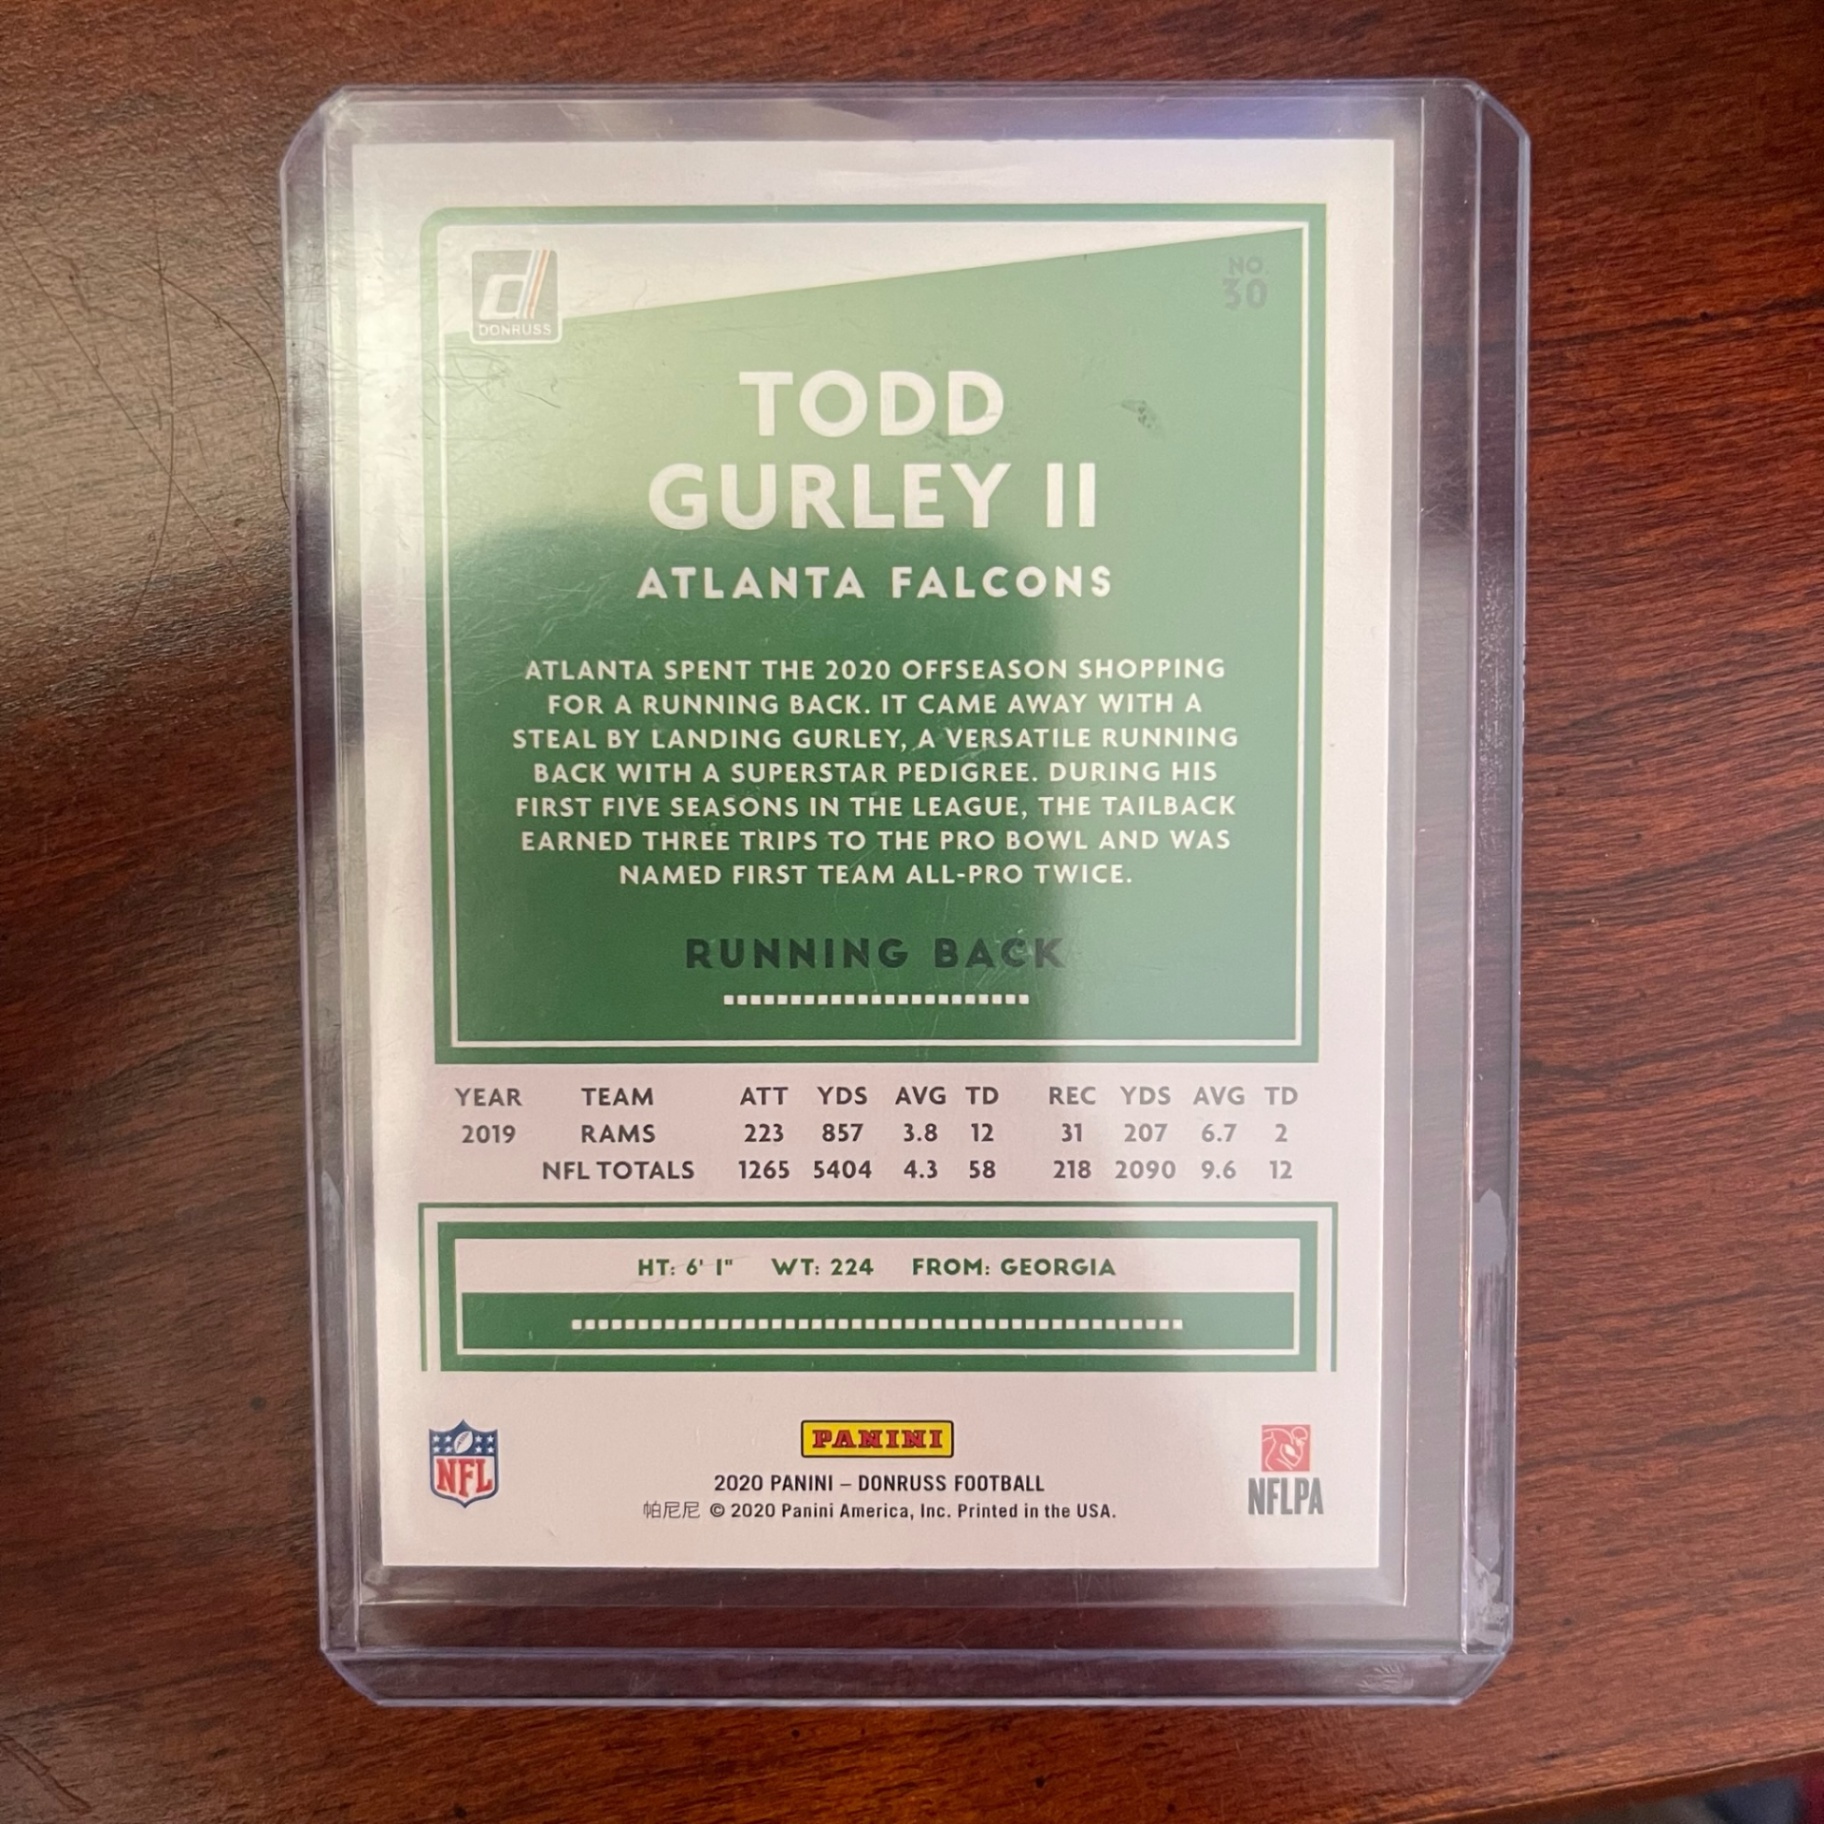 DONRUSS
NO.
30
TODD
GURLEY II
ATLANTA FALCONS
ATLANTA SPENT THE 2020 OFFSEASON SHOPPING
FOR A RUNNING BACK. IT CAME AWAY WITH A
STEAL BY LANDING GURLEY, A VERSATILE RUNNING
BACK WITH A SUPERSTAR PEDIGREE. DURING HIS
FIRST FIVE SEASONS IN THE LEAGUE, THE TAILBACK
EARNED THREE TRIPS TO THE PRO BOWL AND WAS
NAMED FIRST TEAM ALL-PRO TWICE.
RUNNING BACK
YEAR TEAM ATT YDS AVG TD REC YDS AVG TD
2019 RAMS 223 857 3.8 12 31 207 6.7 2
NFL TOTALS 1265 5404 4.3 58 218 2090 9.6 12
HT: 6' 1" WT: 224 FROM: GEORGIA
NFL
PANINI
2020 PANINI – DONRUSS FOOTBALL
帕尼尼 © 2020 Panini America, Inc. Printed in the USA.
NFLPA